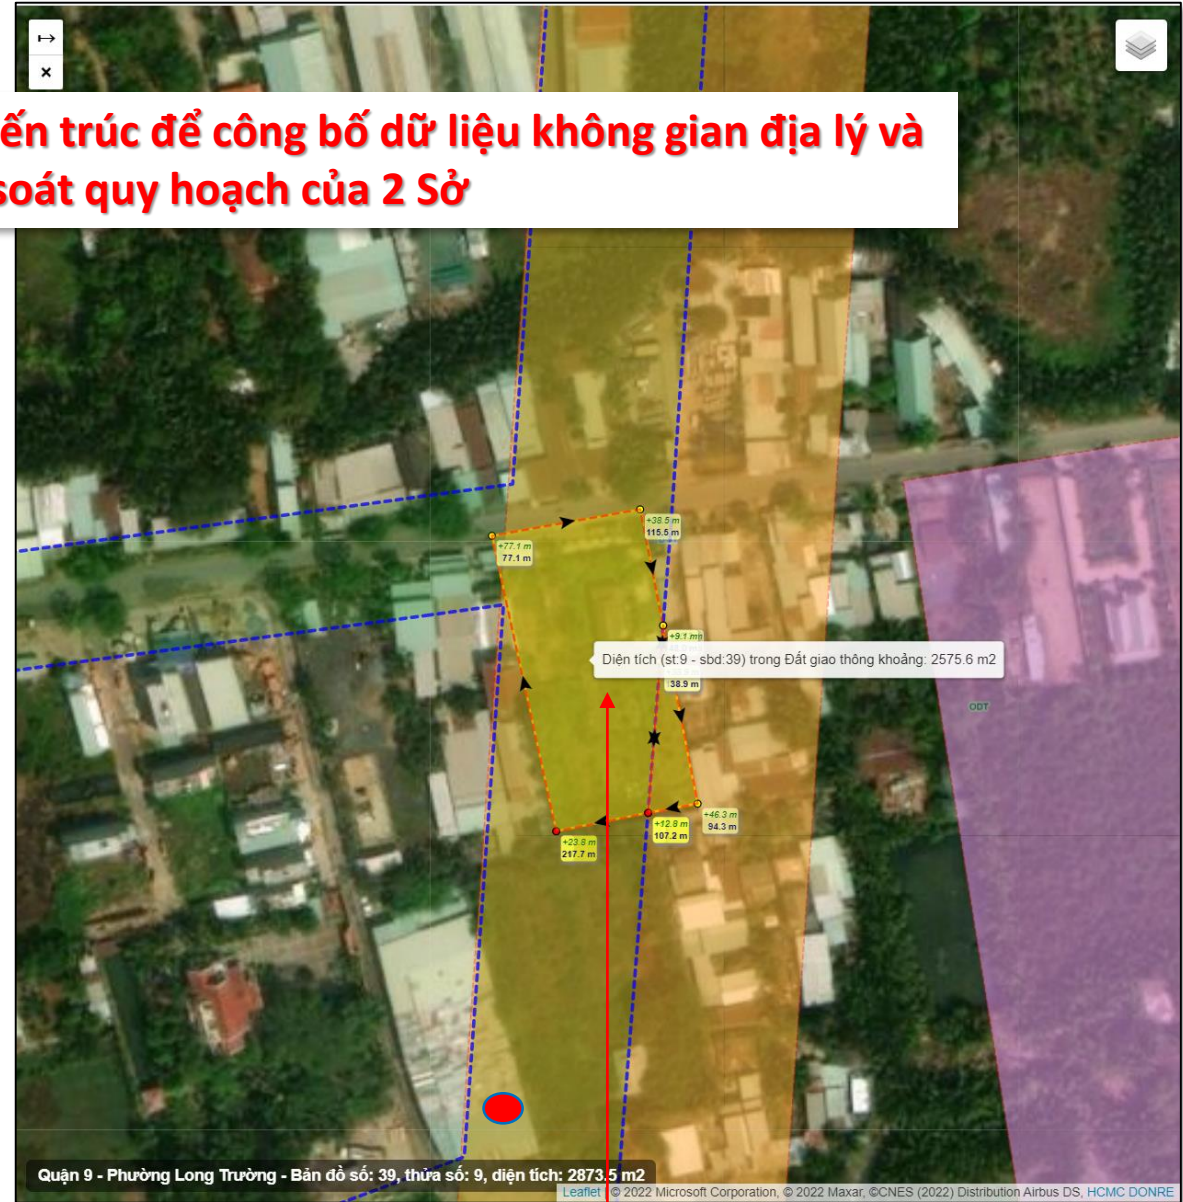 ến trúc để công bố dữ liệu không gian địa lý và
soát quy hoạch của 2 Sở
+77.1 m
77.1 m
+38.5 m
115.5 m
+9.1 m
Diện tích (st:9 - sbd:39) trong Đất giao thông khoảng: 2575.6 m2
38.9 m
ODT
+46.3 m
94.3 m
+12.8 m
107.2 m
+23.8 m
217.7 m
Quận 9 - Phường Long Trường - Bản đồ số: 39, thửa số: 9, diện tích: 2873.5 m2
Leaflet | © 2022 Microsoft Corporation, © 2022 Maxar, ©CNES (2022) Distribution Airbus DS, HCMC DONRE